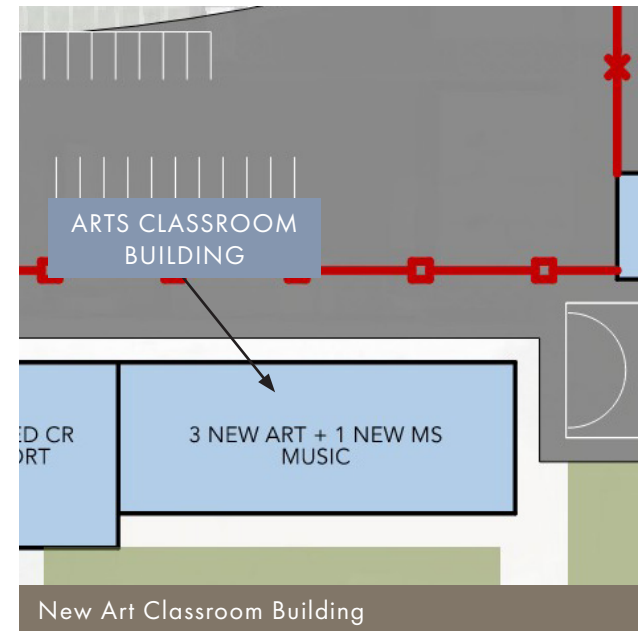 ARTS CLASSROOM
BUILDING
ED CR
ORT
3 NEW ART + 1 NEW MS
MUSIC
New Art Classroom Building